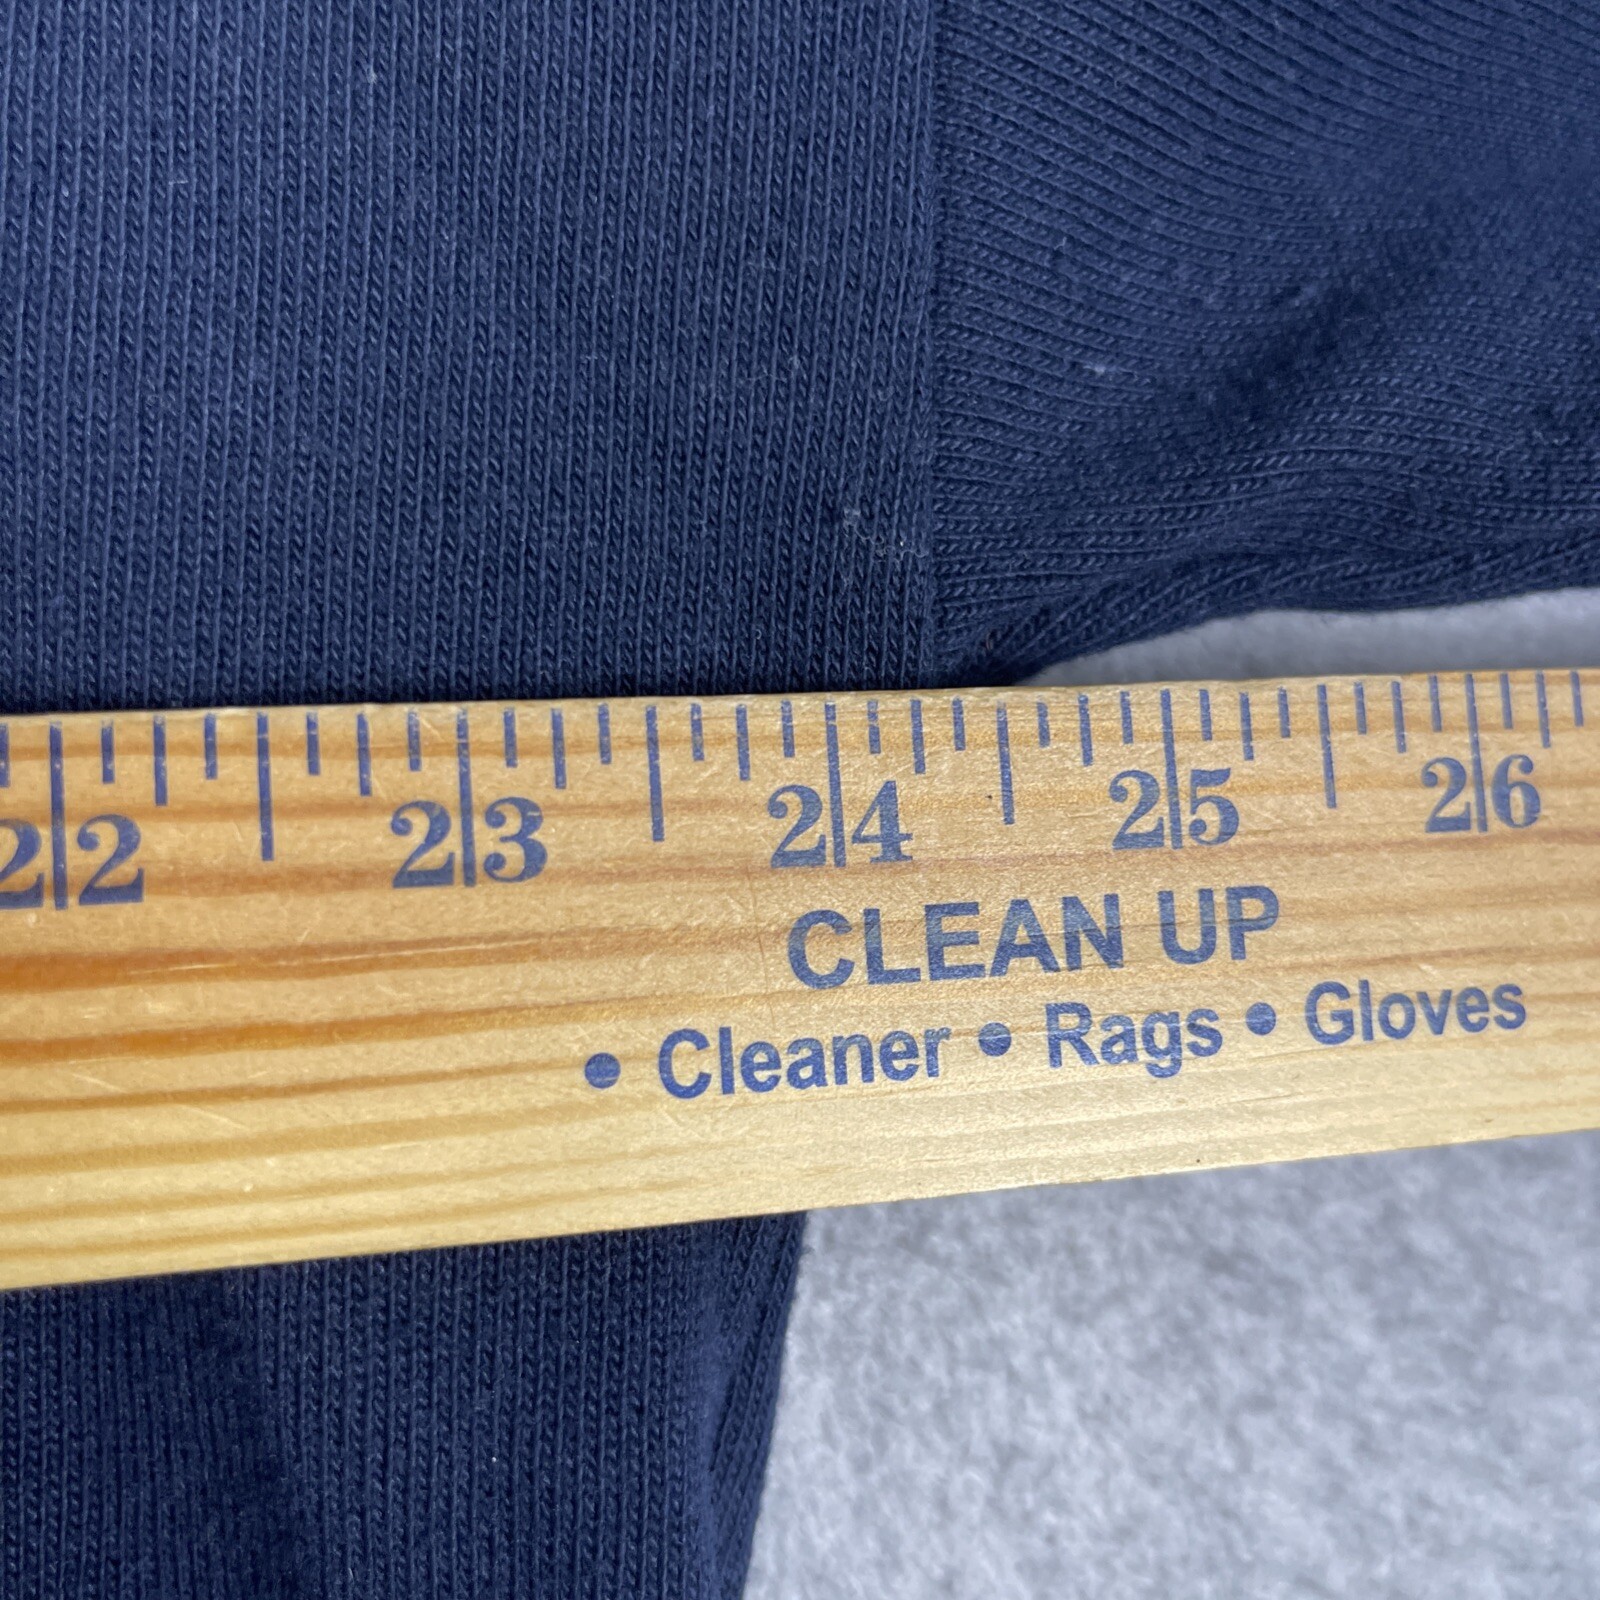 22 23 24 25 26
CLEAN UP
• Cleaner • Rags • Gloves